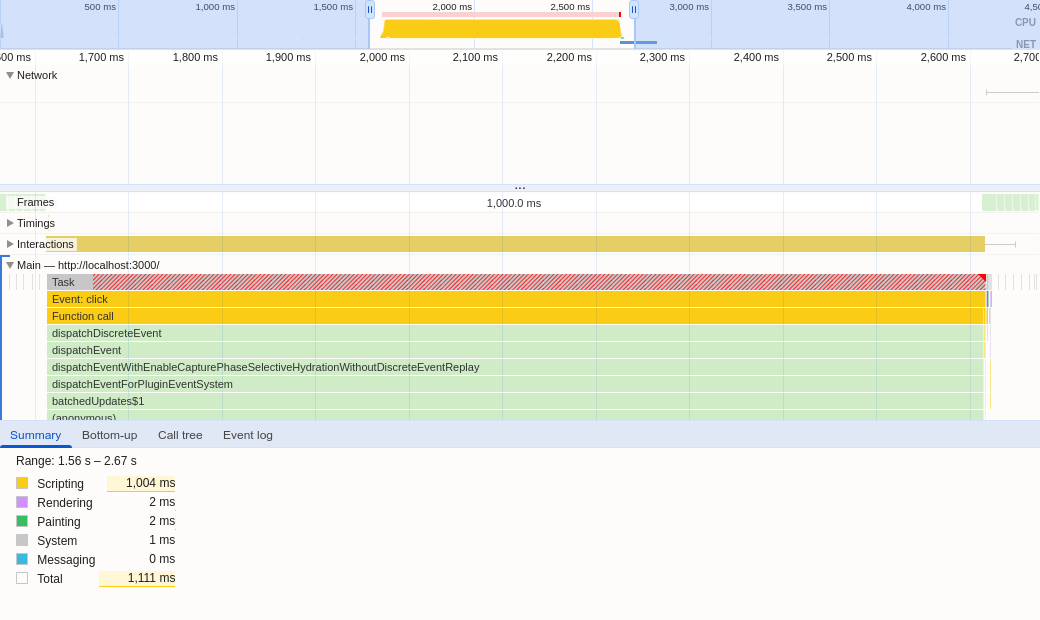 500 ms 1,000 ms 1,500 ms 2,000 ms 2,500 ms 3,000 ms 3,500 ms 4,000 ms 4,50
CPU
NET
500 ms 1,700 ms 1,800 ms 1,900 ms 2,000 ms 2,100 ms 2,200 ms 2,300 ms 2,400 ms 2,500 ms 2,600 ms 2,700
Network
...
Frames 1,000.0 ms
Timings
Interactions
Main — http://localhost:3000/
Task
Event: click
Function call
dispatchDiscreteEvent
dispatchEvent
dispatchEventWithEnableCapturePhaseSelectiveHydrationWithoutDiscreteEventReplay
dispatchEventForPluginEventSystem
batchedUpdates$1
(anonymous)
Summary Bottom-up Call tree Event log
Range: 1.56 s – 2.67 s
Scripting 1,004 ms
Rendering 2 ms
Painting 2 ms
System 1 ms
Messaging 0 ms
Total 1,111 ms